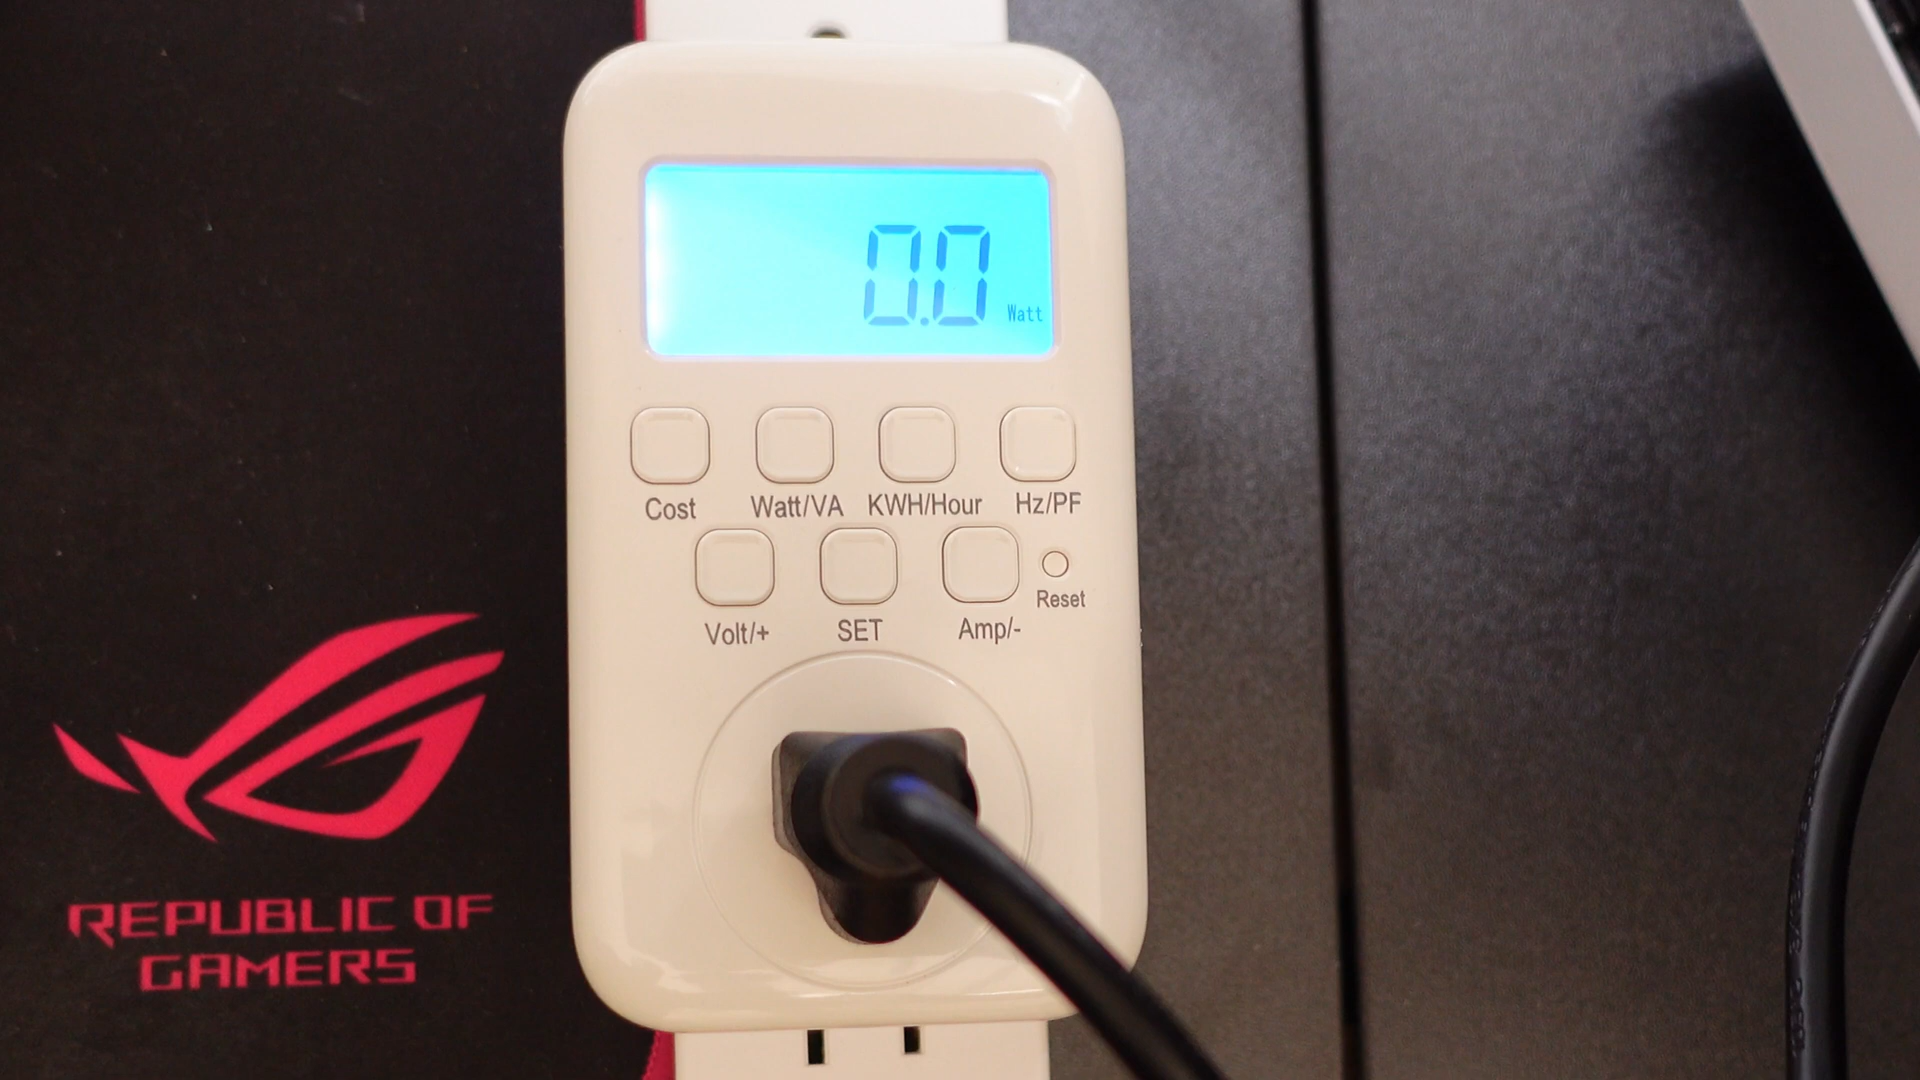 0.0 Watt
Cost Watt/VA KWH/Hour Hz/PF
Volt/+ SET Amp/- Reset
REPUBLIC OF
GAMERS